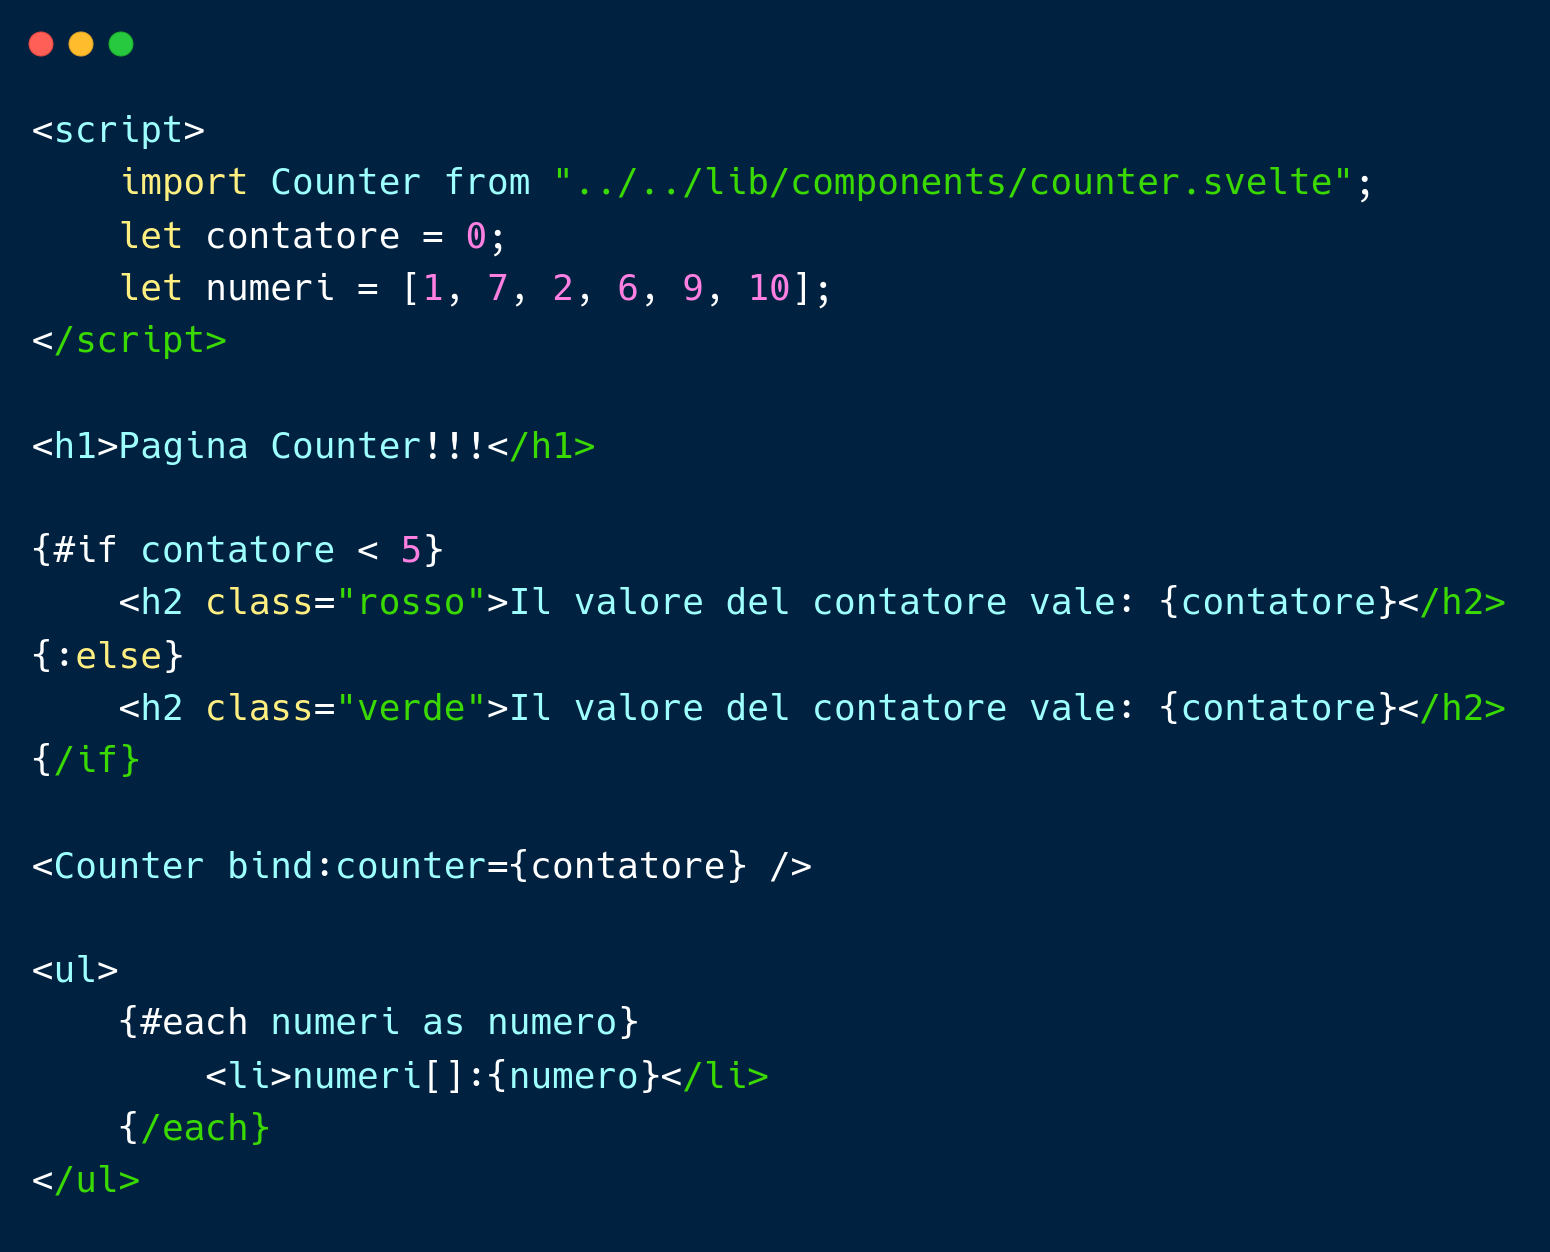 <script>
    import Counter from "../../lib/components/counter.svelte";
    let contatore = 0;
    let numeri = [1, 7, 2, 6, 9, 10];
</script>

<h1>Pagina Counter!!!</h1>

{#if contatore < 5}
    <h2 class="rosso">Il valore del contatore vale: {contatore}</h2>
{:else}
    <h2 class="verde">Il valore del contatore vale: {contatore}</h2>
{/if}

<Counter bind:counter={contatore} />

<ul>
    {#each numeri as numero}
        <li>numeri[]:{numero}</li>
    {/each}
</ul>